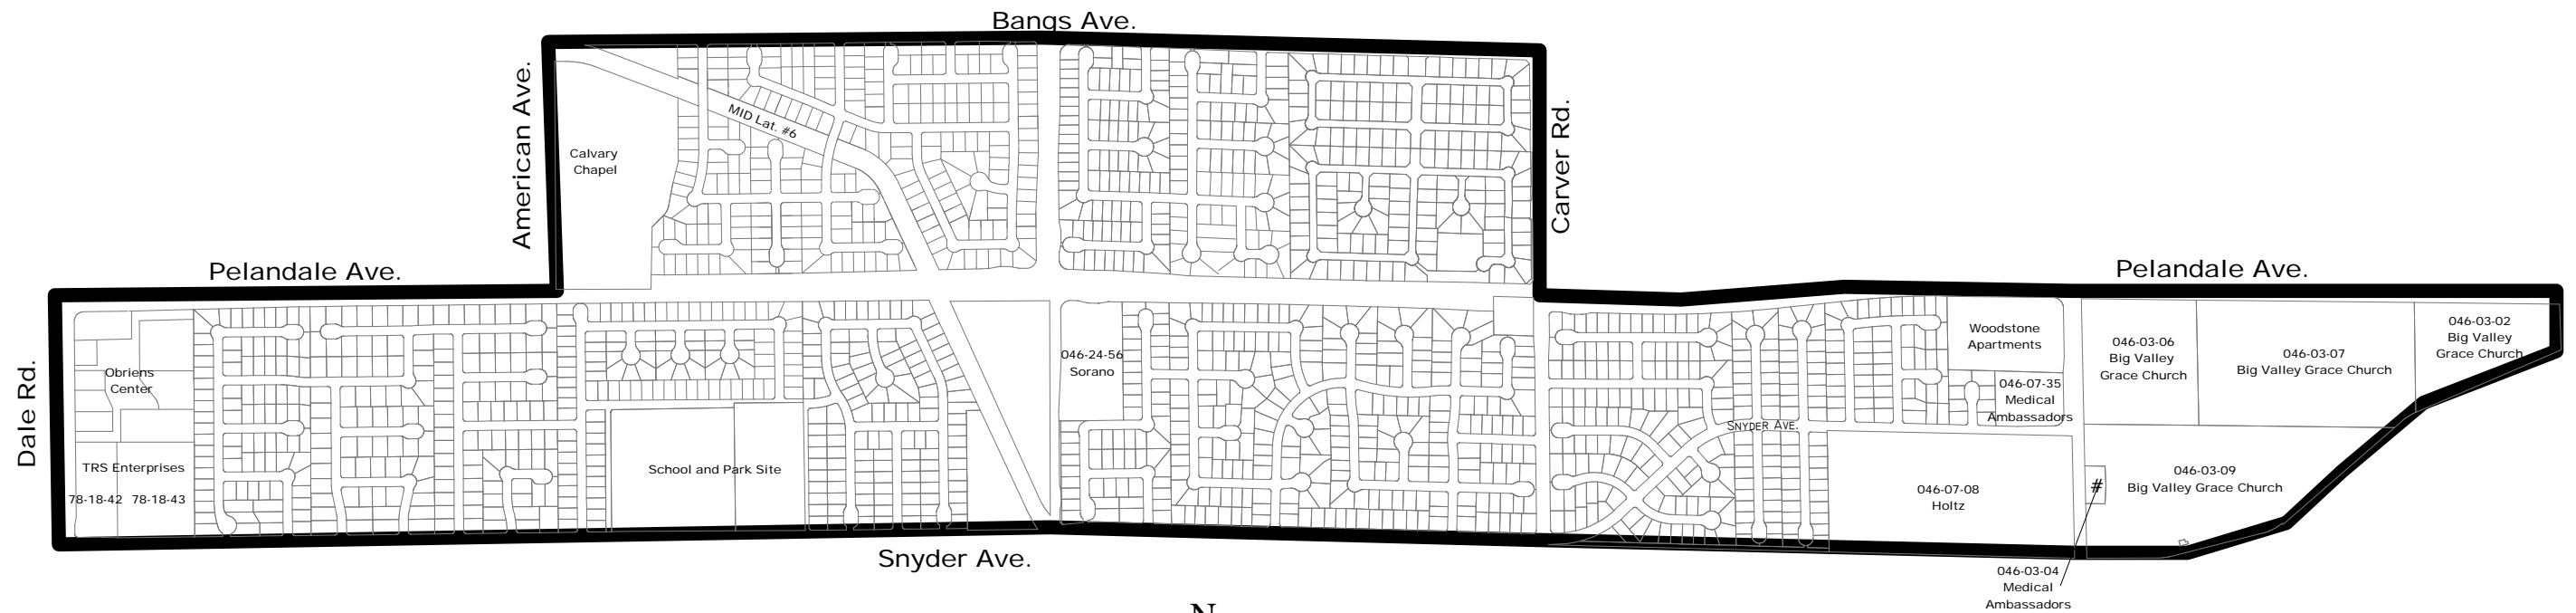 Bangs Ave.
American Ave.
MID Lat. #6
Carver Rd.
Calvary
Chapel
Pelandale Ave.
Pelandale Ave.
Dale Rd.
Obriens
Center
TRS Enterprises
78-18-42 78-18-43
School and Park Site
046-24-56
Sorano
Woodstone
Apartments
046-07-35
Medical
Ambassadors
SNYDER AVE.
046-07-08
Holtz
046-03-06
Big Valley
Grace Church
046-03-07
Big Valley Grace Church
046-03-02
Big Valley
Grace Church
046-03-09
Big Valley Grace Church
#
046-03-04
Medical
Ambassadors
Snyder Ave.
N